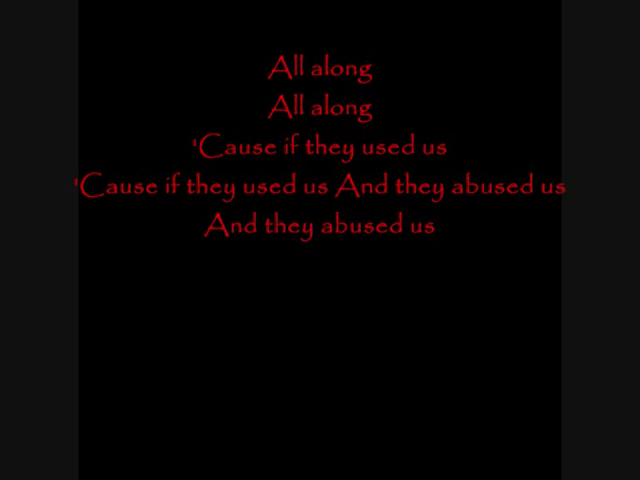 All along
All along
'Cause if they used us
'Cause if they used us And they abused us
And they abused us